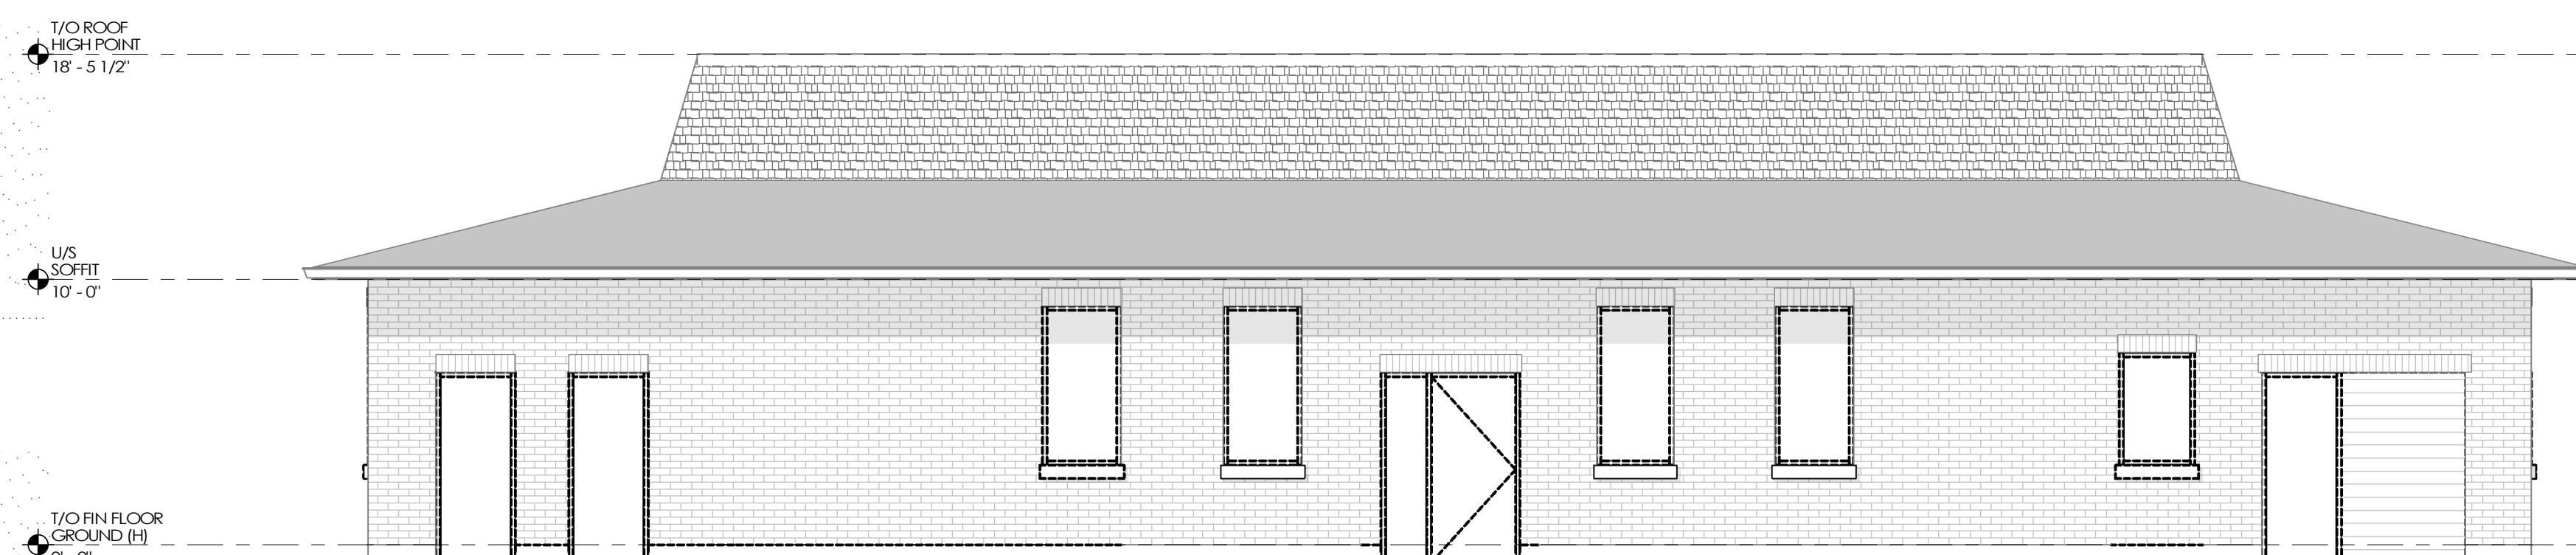 T/O ROOF
HIGH POINT
18' - 5 1/2"
U/S
SOFFIT
10' - 0"
T/O FIN FLOOR
GROUND (H)